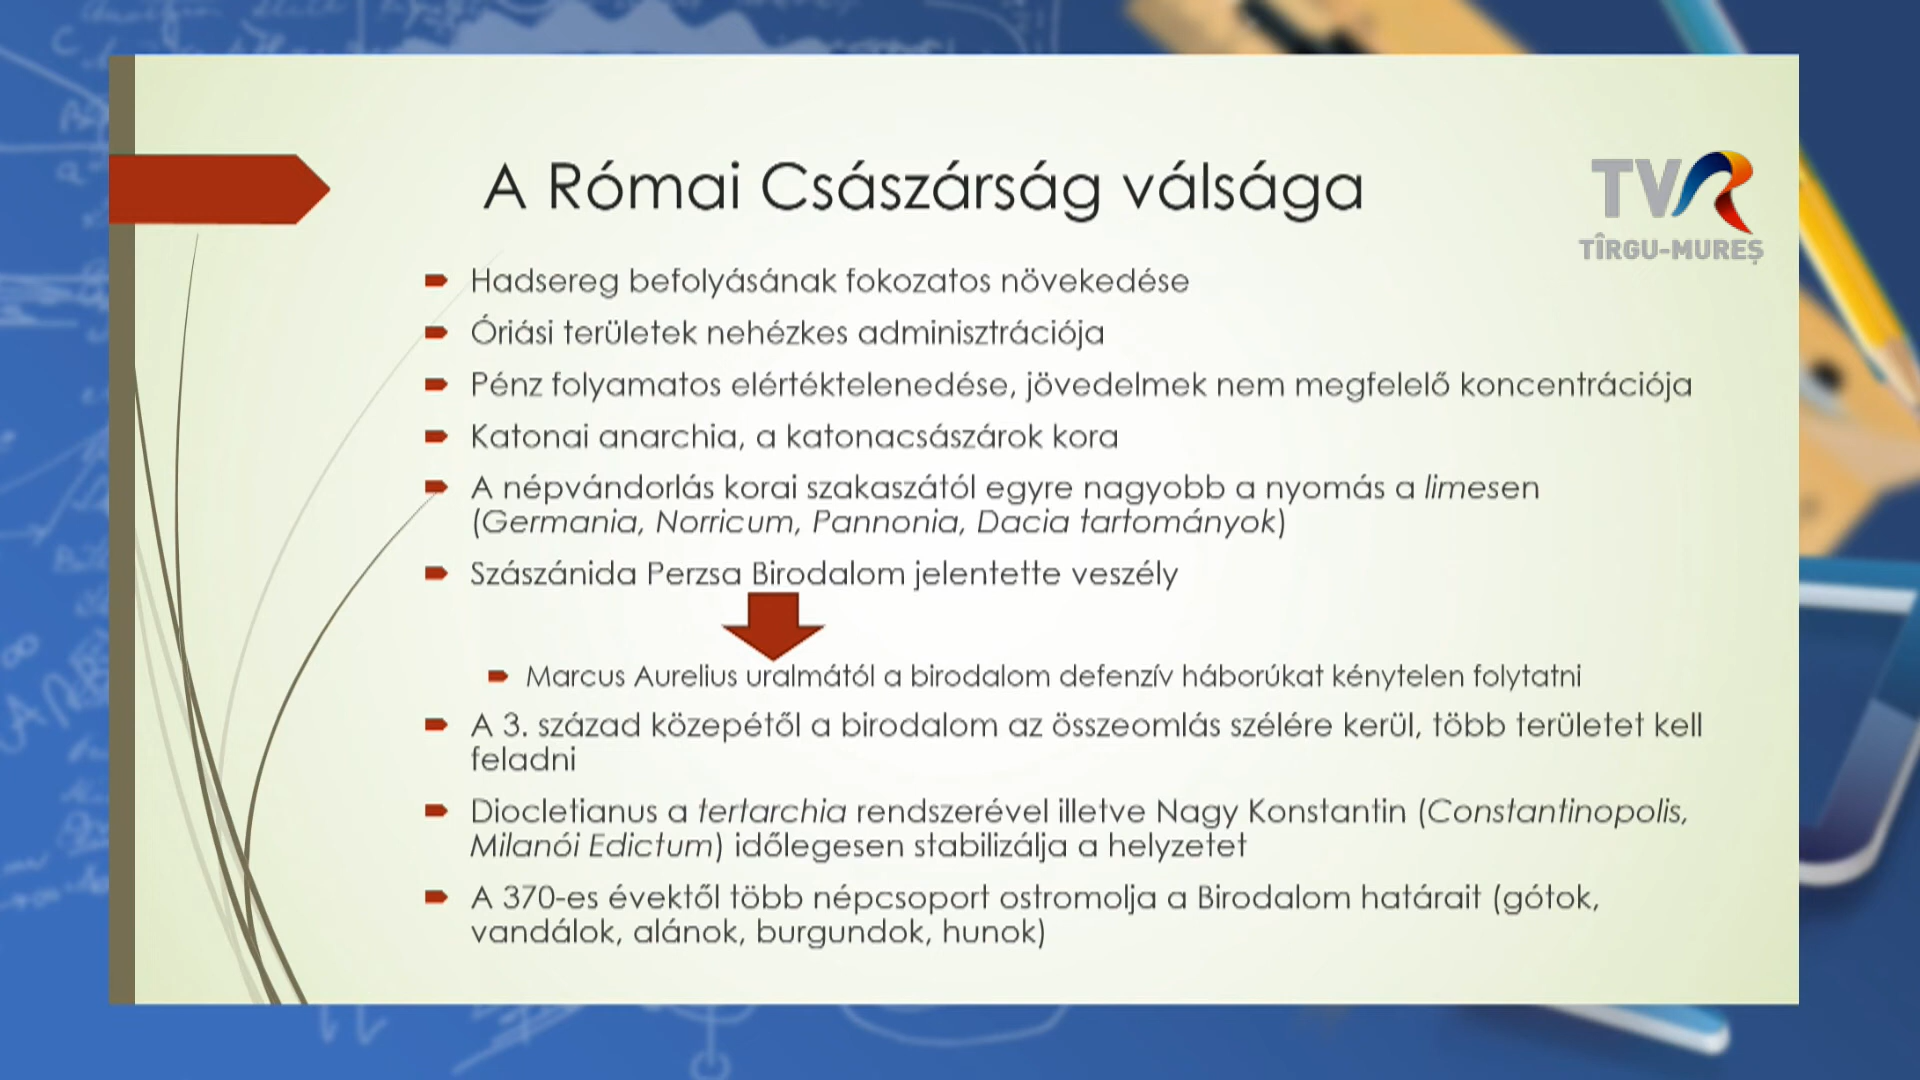 A Római Császárság válsága
TVR
TÎRGU-MUREȘ
Hadsereg befolyásának fokozatos növekedése
Óriási területek nehézkes adminisztrációja
Pénz folyamatos elértéktelenedése, jövedelmek nem megfelelő koncentrációja
Katonai anarchia, a katonacsászárok kora
A népvándorlás korai szakaszától egyre nagyobb a nyomás a limesen
(Germania, Norricum, Pannonia, Dacia tartományok)
Szászánida Perzsa Birodalom jelentette veszély
Marcus Aurelius uralmától a birodalom defenzív háborúkat kénytelen folytatni
A 3. század közepétől a birodalom az összeomlás szélére kerül, több területet kell
feladni
Diocletianus a tertarchia rendszerével illetve Nagy Konstantin (Constantinopolis,
Milanói Edictum) időlegesen stabilizálja a helyzetet
A 370-es évektől több népcsoport ostromolja a Birodalom határait (gótok,
vandálok, alánok, burgundok, hunok)